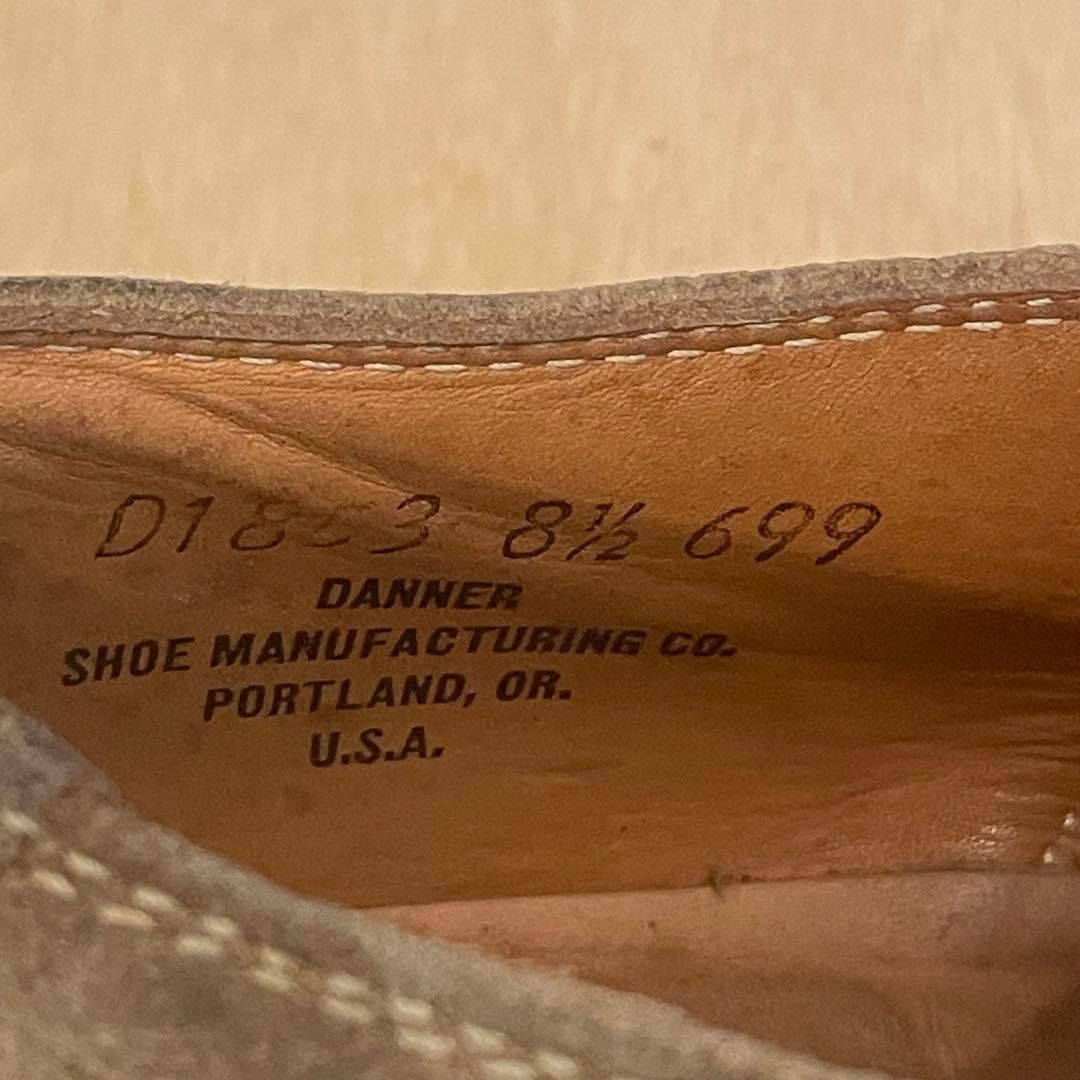 8½ 699
DANNER
SHOE MANUFACTURING CO.
PORTLAND, OR.
U.S.A.